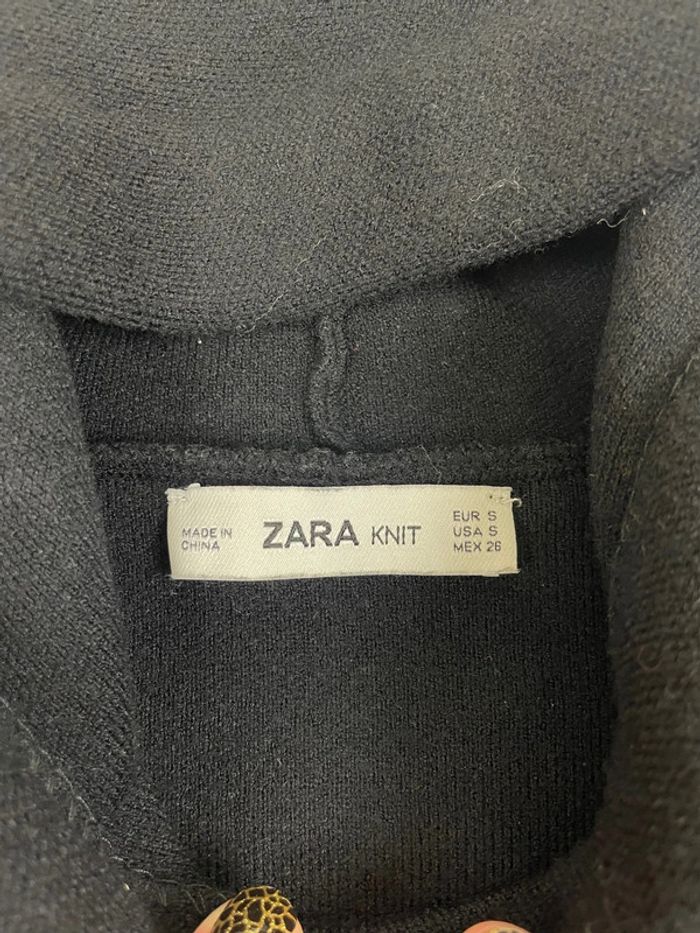 MADE IN
CHINA
ZARA KNIT
EUR S
USA S
MEX 26